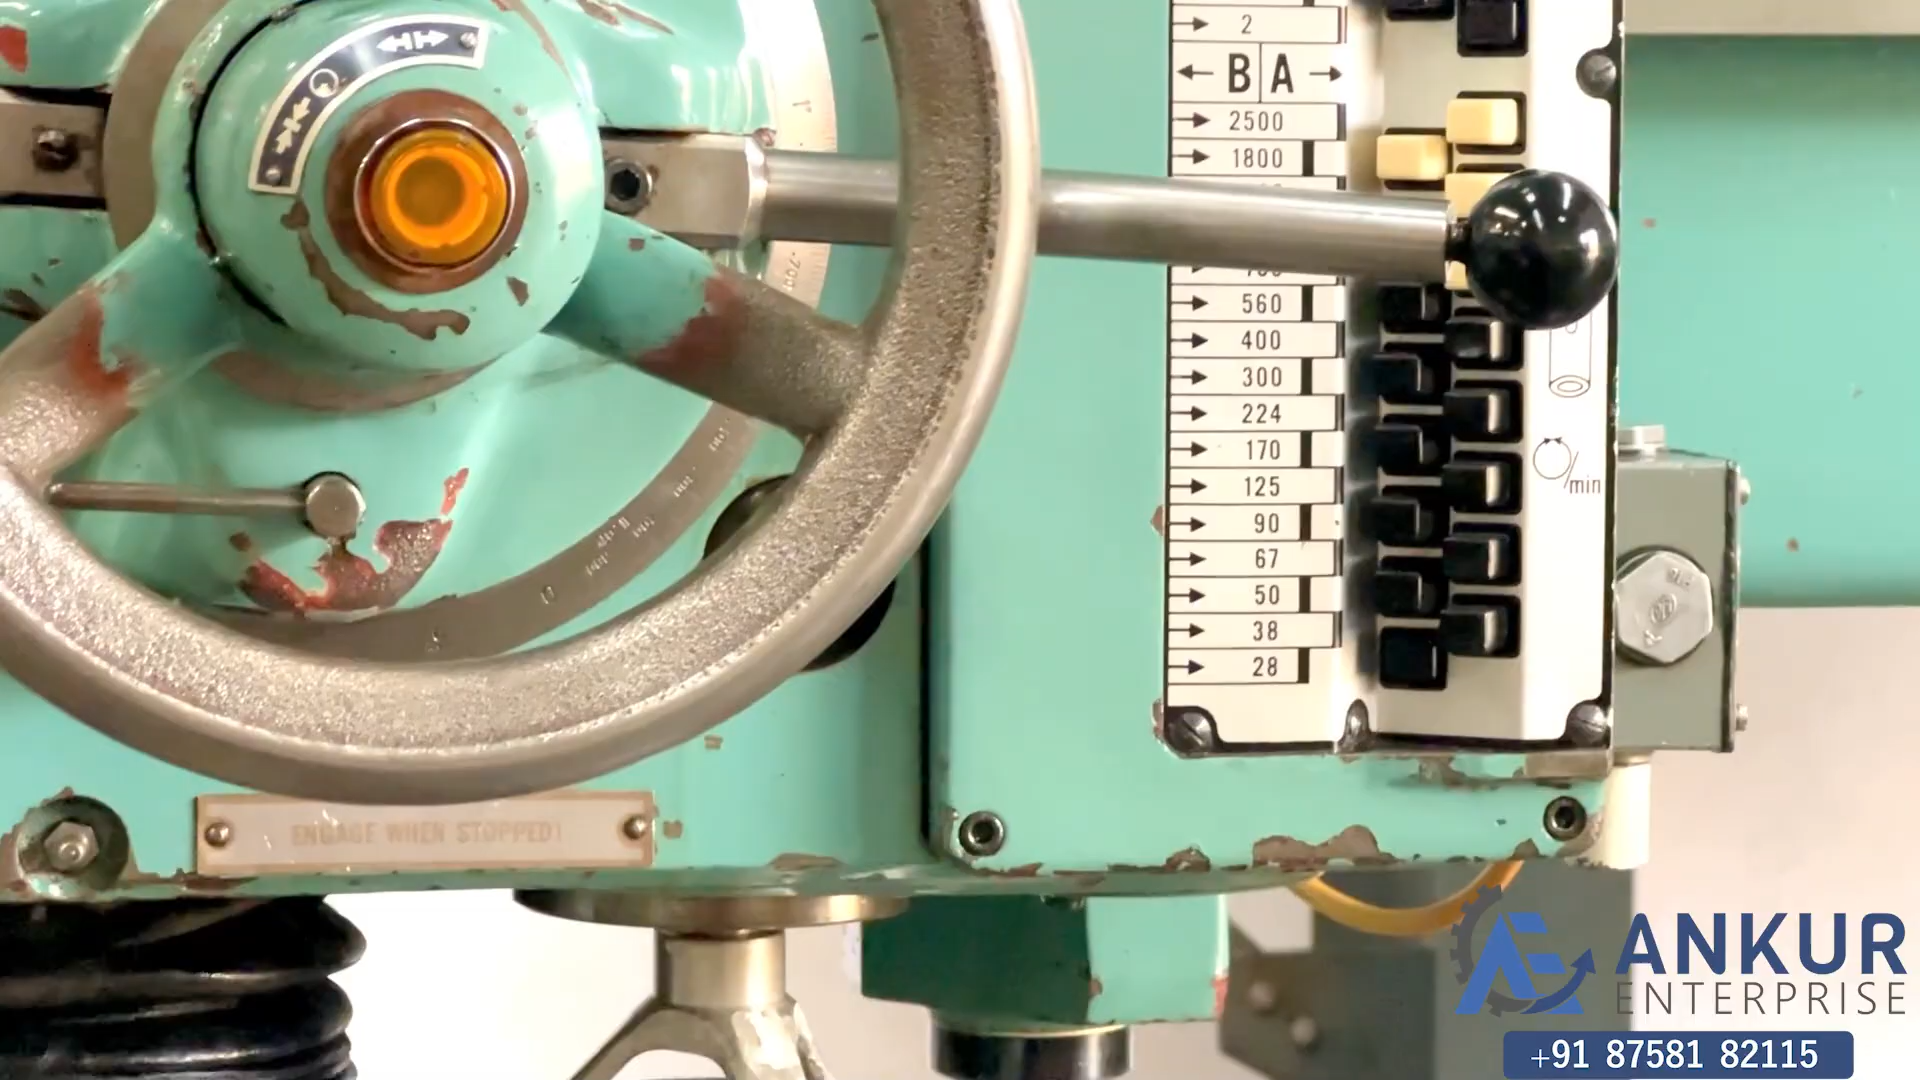 2
B A
2500
1800
560
400
300
224
170
125
90
67
50
38
28
/min
ENGAGE WHEN STOPPED!
ANKUR
ENTERPRISE
+91 87581 82115